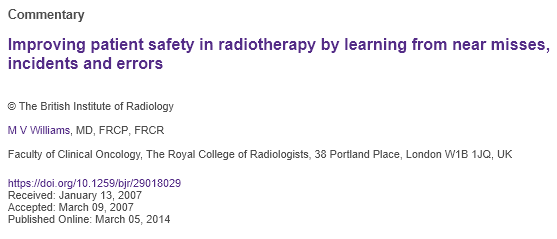 Commentary
Improving patient safety in radiotherapy by learning from near misses,
incidents and errors
© The British Institute of Radiology
M V Williams, MD, FRCP, FRCR
Faculty of Clinical Oncology, The Royal College of Radiologists, 38 Portland Place, London W1B 1JQ, UK
https://doi.org/10.1259/bjr/29018029
Received: January 13, 2007
Accepted: March 09, 2007
Published Online: March 05, 2014